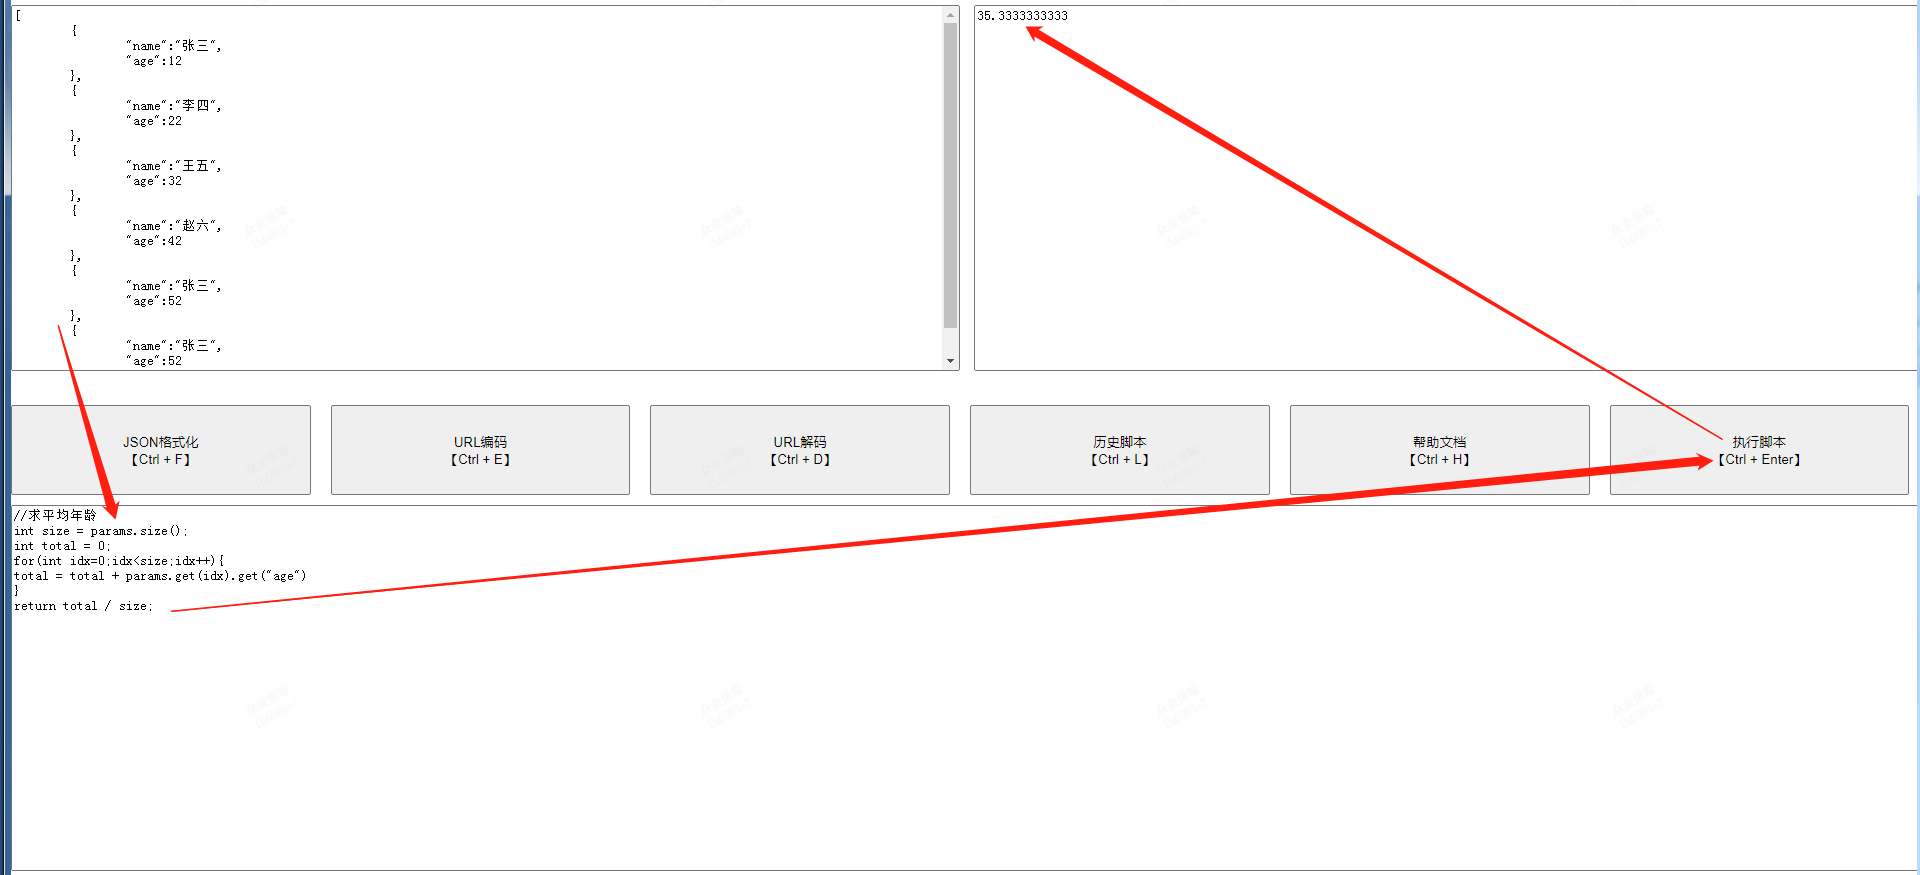 [
{
"name":"张三",
"age":12
},
{
"name":"李四",
"age":22
},
{
"name":"王五",
"age":32
},
{
"name":"赵六",
"age":42
},
{
"name":"张三",
"age":52
},
{
"name":"张三",
"age":52
35.3333333333
JSON格式化
【Ctrl + F】
URL编码
【Ctrl + E】
URL解码
【Ctrl + D】
历史脚本
【Ctrl + L】
帮助文档
【Ctrl + H】
执行脚本
【Ctrl + Enter】
//求平均年龄
int size = params.size();
int total = 0;
for(int idx=0;idx<size;idx++){
total = total + params.get(idx).get("age")
}
return total / size;